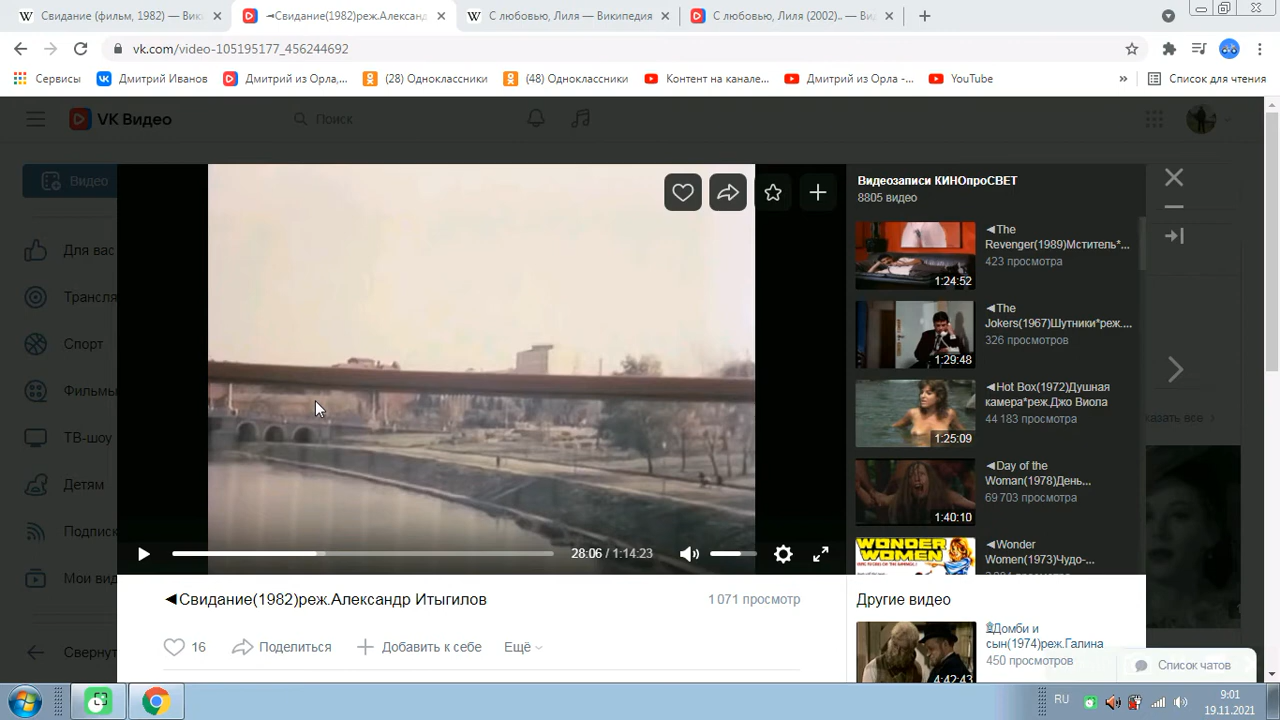 Свидание (фильм, 1982) — Вик
◄Свидание(1982)реж.Александ
С любовью, Лиля — Википедия
С любовью, Лиля (2002).. — Ви
vk.com/video-105195177_456244692
Сервисы
Дмитрий Иванов
Дмитрий из Орла,...
(28) Одноклассники
(48) Одноклассники
Контент на канале...
Дмитрий из Орла -...
YouTube
»
Список для чтения
VK Видео
Поиск
Видео
Для вас
Трансля
Спорт
Фильмы
ТВ-шоу
Детям
Подписк
Мои вид
Свернут
Видеозаписи КИНОпроСВЕТ
8805 видео
◄The
Revenger(1989)Мститель*...
423 просмотра
1:24:52
◄The
Jokers(1967)Шутники*реж....
326 просмотров
1:29:48
◄Hot Box(1972)Душная
камера*реж.Джо Виола
44 183 просмотра
1:25:09
◄Day of the
Woman(1978)День...
69 703 просмотра
1:40:10
◄Wonder
Women(1973)Чудо-...
WONDER
WOMEN
казать все
28:06 / 1:14:23
◄Свидание(1982)реж.Александр Итыгилов
1 071 просмотр
16
Поделиться
Добавить к себе
Ещё
Другие видео
Домби и
сын(1974)реж.Галина
450 просмотров
4:42:43
Список чатов
RU
9:01
19.11.2021